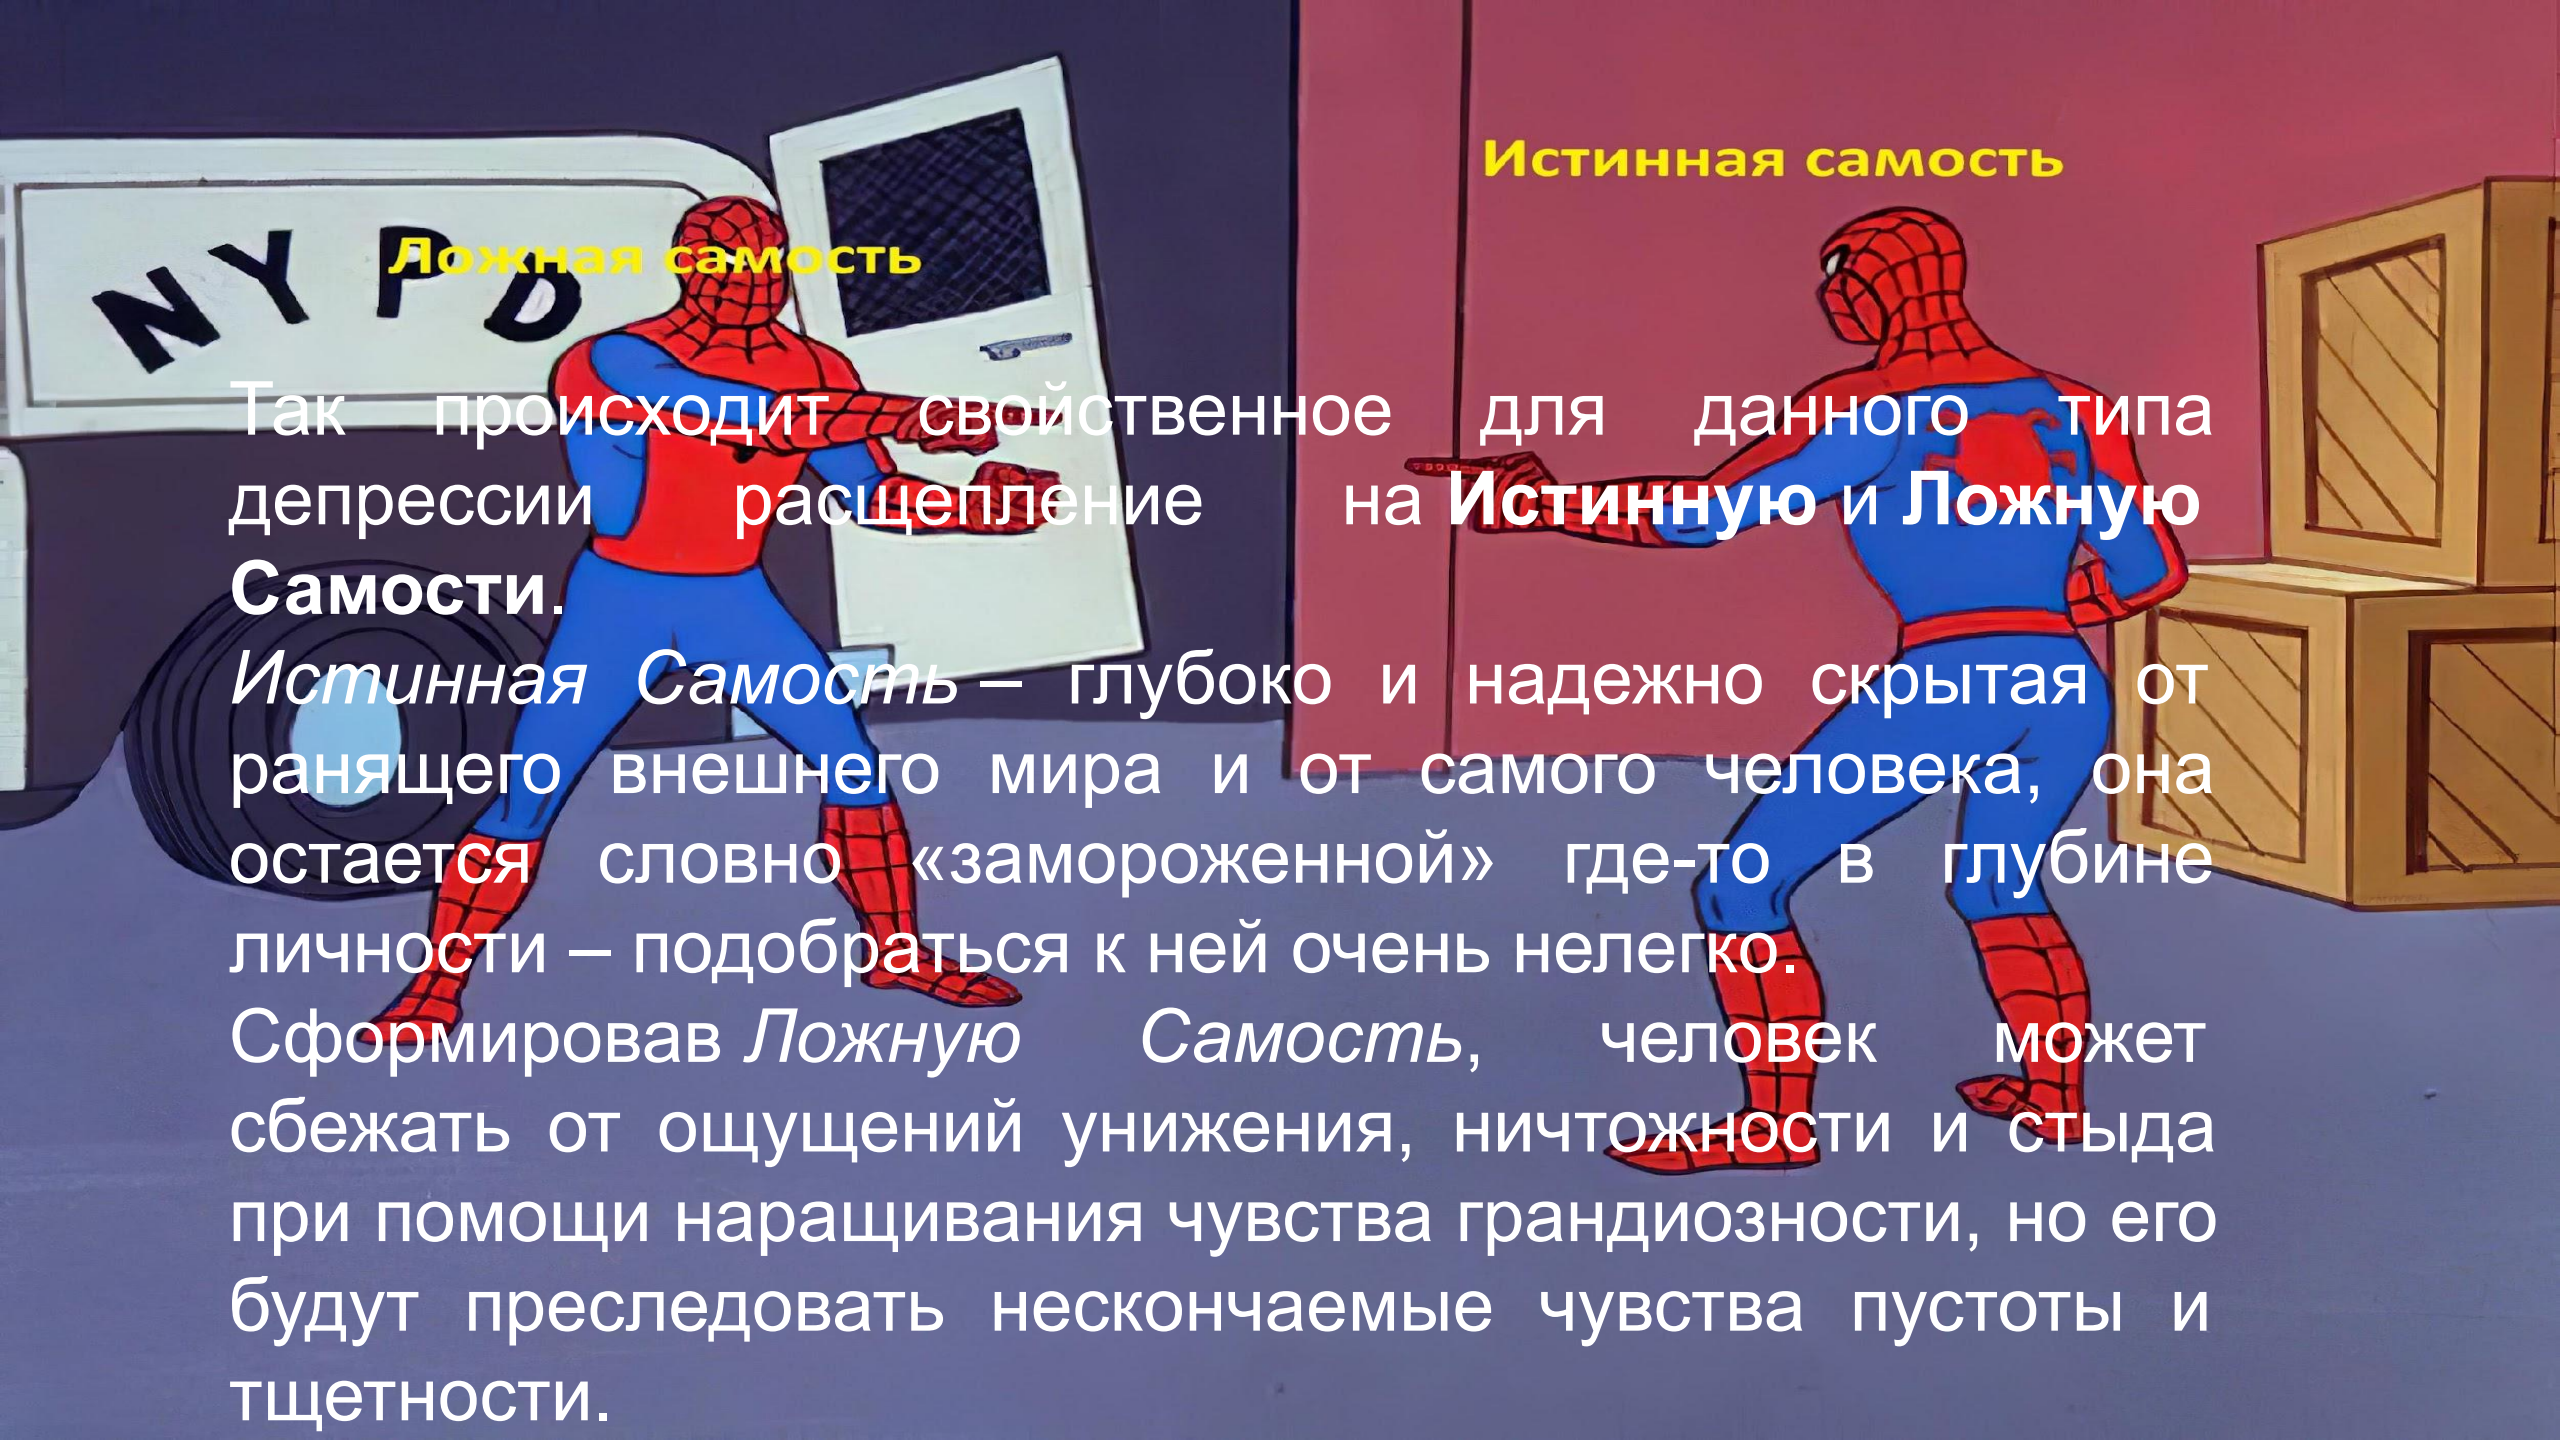 Истинная самость
NYPD
Ложная самость
Так происходит свойственное для данного типа
депрессии расщепление на Истинную и Ложную
Самости.
Истинная Самость – глубоко и надежно скрытая от
ранящего внешнего мира и от самого человека, она
остается словно «замороженной» где-то в глубине
личности – подобраться к ней очень нелегко.
Сформировав Ложную Самость, человек может
сбежать от ощущений унижения, ничтожности и стыда
при помощи наращивания чувства грандиозности, но его
будут преследовать нескончаемые чувства пустоты и
тщетности.